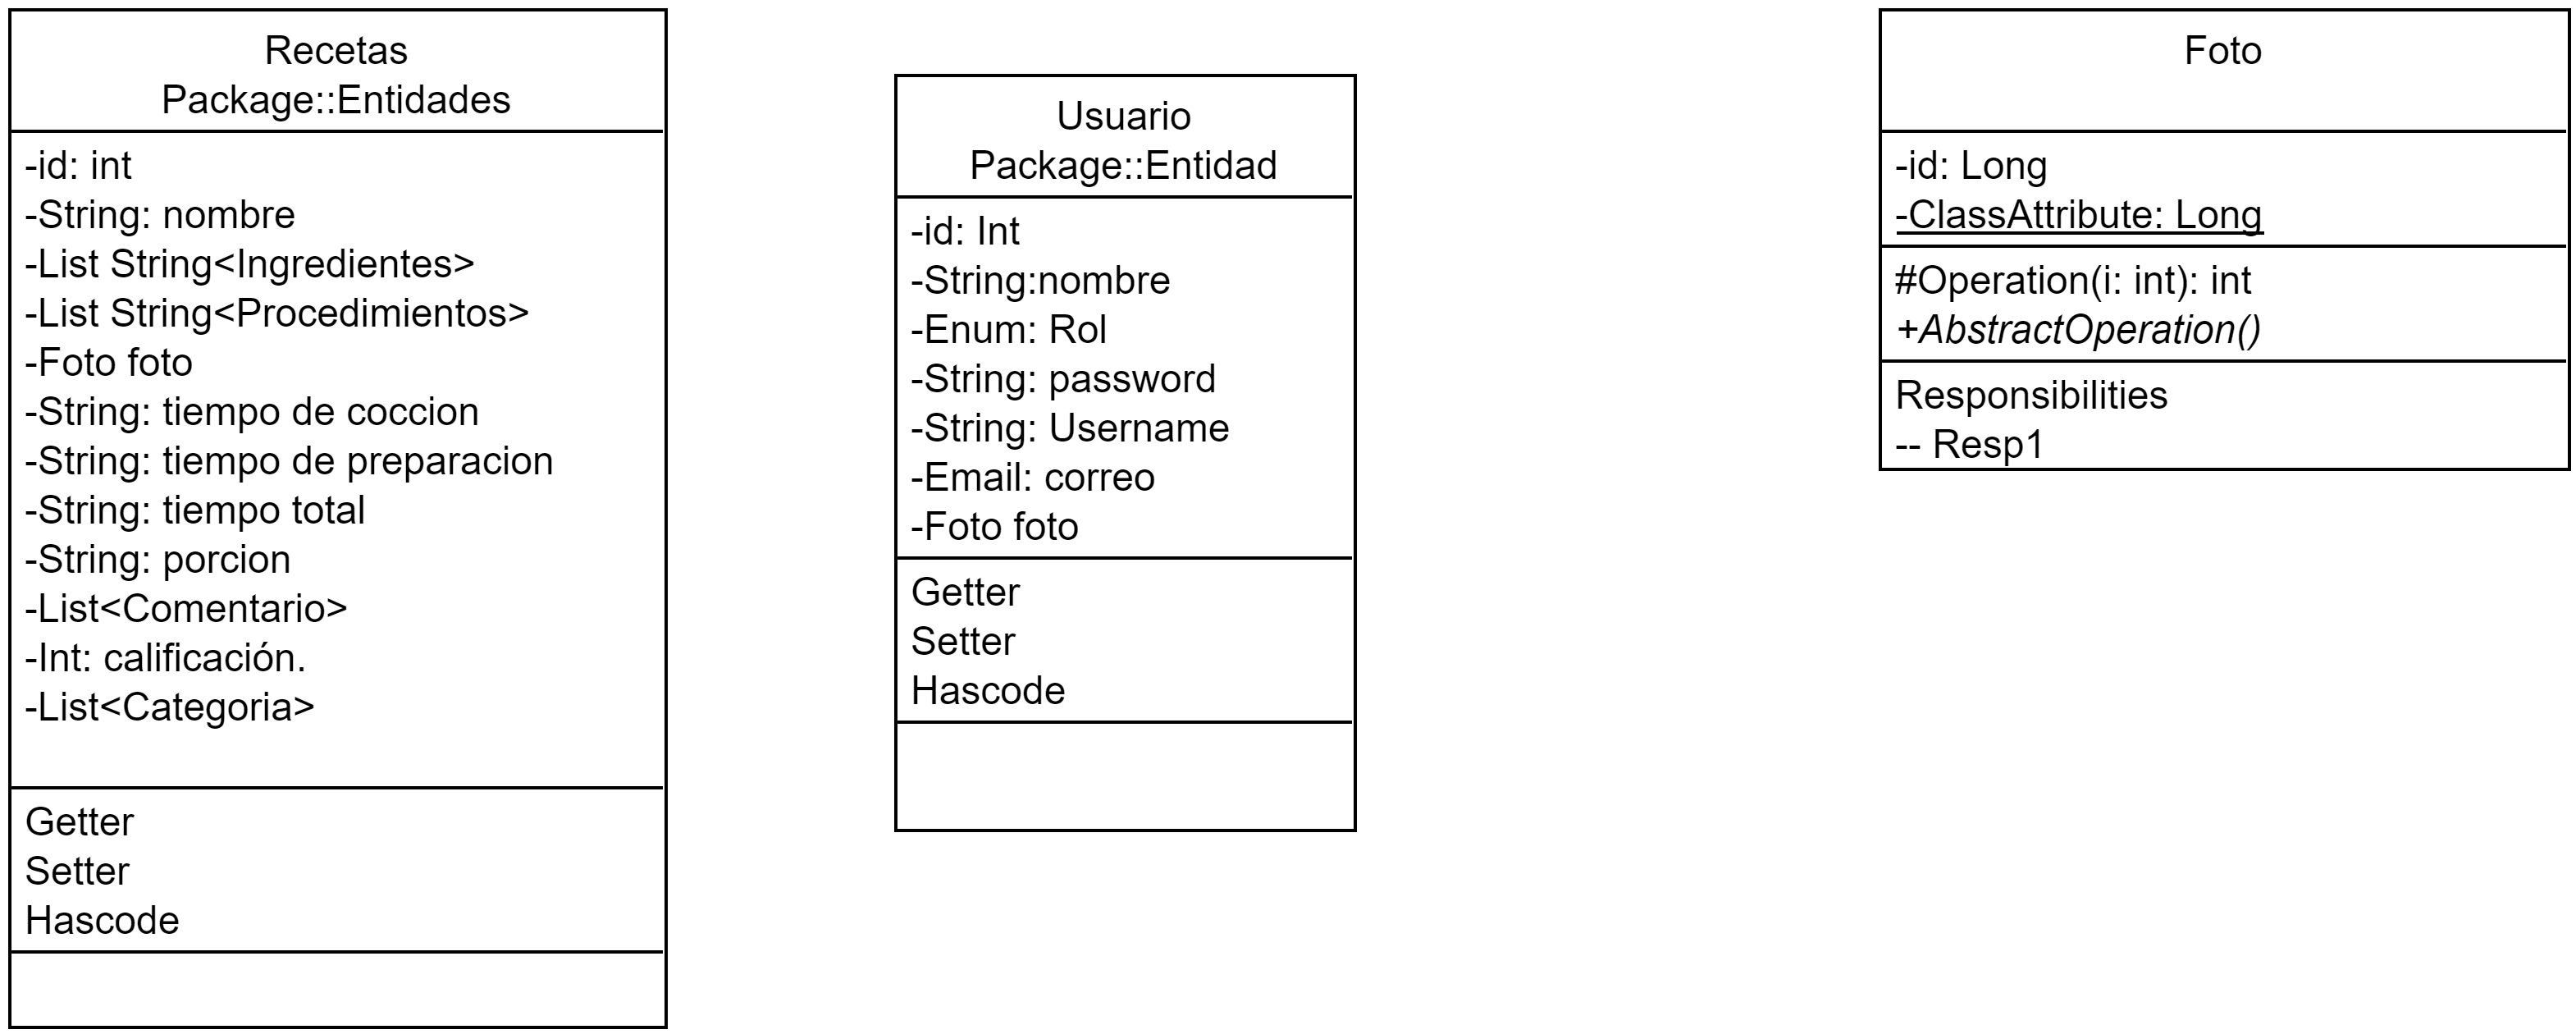 Recetas
Package::Entidades
-id: int
-String: nombre
-List String<Ingredientes>
-List String<Procedimientos>
-Foto foto
-String: tiempo de coccion
-String: tiempo de preparacion
-String: tiempo total
-String: porcion
-List<Comentario>
-Int: calificación.
-List<Categoria>
Getter
Setter
Hascode
Usuario
Package::Entidad
-id: Int
-String:nombre
-Enum: Rol
-String: password
-String: Username
-Email: correo
-Foto foto
Getter
Setter
Hascode
Foto
-id: Long
-ClassAttribute: Long
#Operation(i: int): int
+AbstractOperation()
Responsibilities
-- Resp1